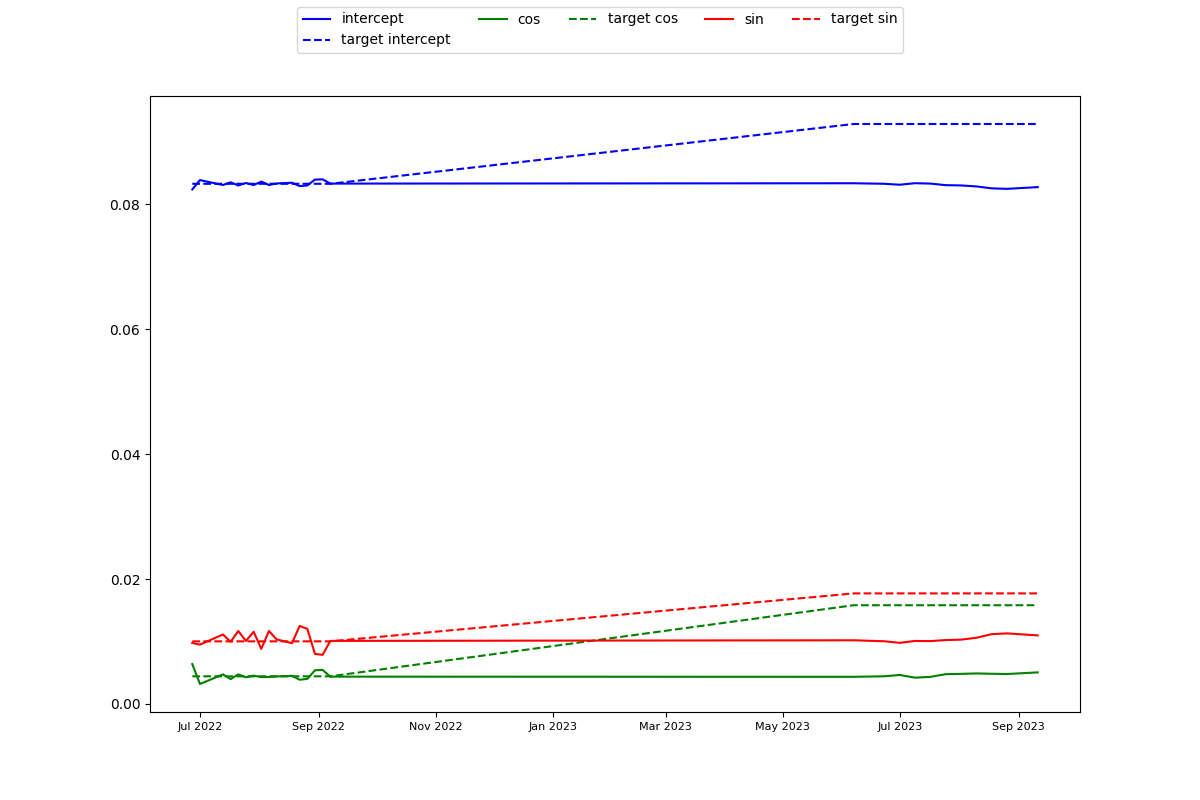 intercept cos target cos sin target sin
target intercept
0.08
0.06
0.04
0.02
0.00
Jul 2022 Sep 2022 Nov 2022 Jan 2023 Mar 2023 May 2023 Jul 2023 Sep 2023